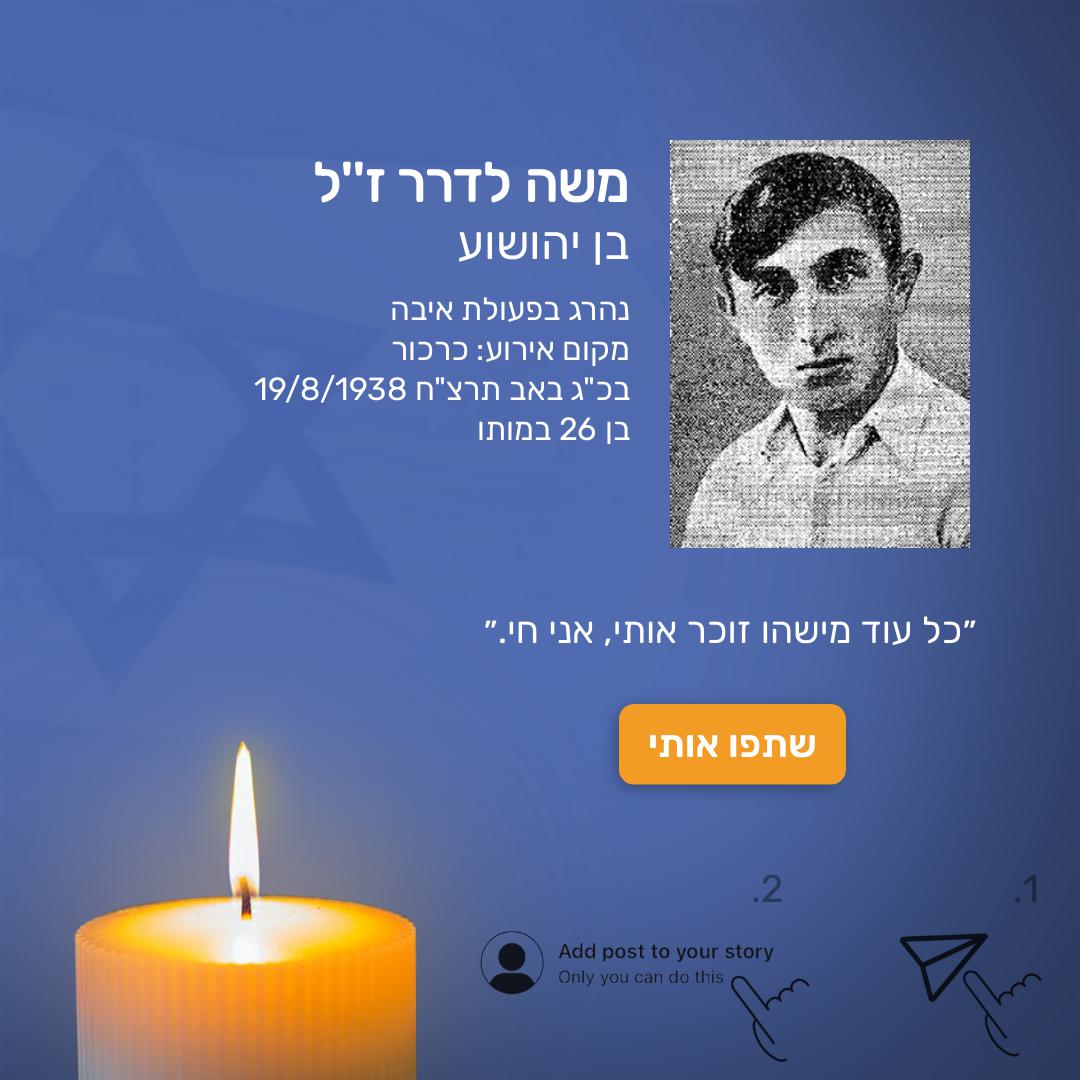 משה לדרר ז"ל
בן יהושוע
נהרג בפעולת איבה
מקום אירוע: כרכור
בכ"ג באב תרצ"ח 19/8/1938
בן 26 במותו
״כל עוד מישהו זוכר אותי, אני חי.״
שתפו אותי
1.
2.
Add post to your story
Only you can do this